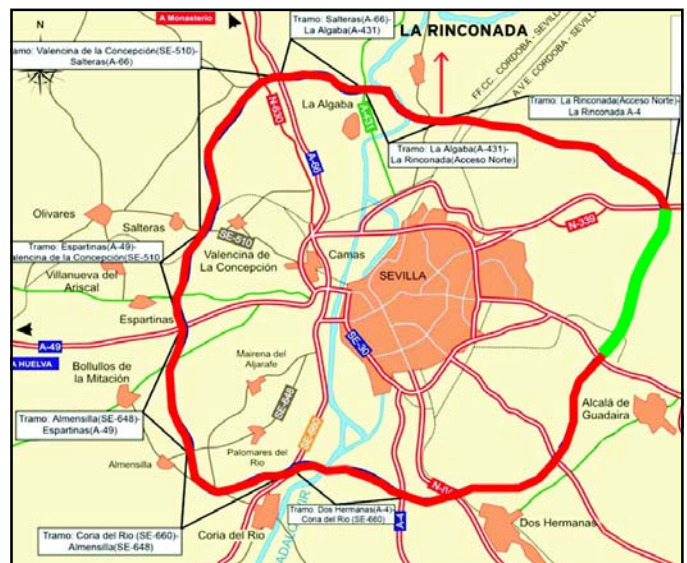 A Monasterio
N
LA RINCONADA
FF.CC. CÓRDOBA - SEVILLA
A.V.E. CORDOBA - SEVILLA
Tramo: Salteras(A-66)-
La Algaba(A-431)
ramo: Valencina de la Concepción(SE-510)-
Salteras(A-66)
Tramo: La Rinconada(Acceso Norte)-
La Rinconada A-4
N-630
A-66
La Algaba
A-431
Tramo: La Algaba(A-431)-
La Rinconada(Acceso Norte)
Olivares
Salteras
SE-510
N-339
Tramo: Espartinas(A-49)-
alencina de la Concepción(SE-510
Valencina de
La Concepción
Camas
SEVILLA
Villanueva del
Ariscal
Espartinas
SE-30
A-49
A HUELVA
Bollullos de
la Mitación
Mairena del
Aljarafe
SE-648
Alcalá de
Guadaira
Tramo: Almensilla(SE-648)-
Espartinas(A-49)
Almensilla
Palomares del
Rio
SE-660
N-IV
Tramo: Coria del Rio (SE-660)-
Almensilla(SE-648)
Coria del Rio
Tramo: Dos Hermanas(A-4)-
Coria del Rio (SE-660)
A-4
Dos Hermanas